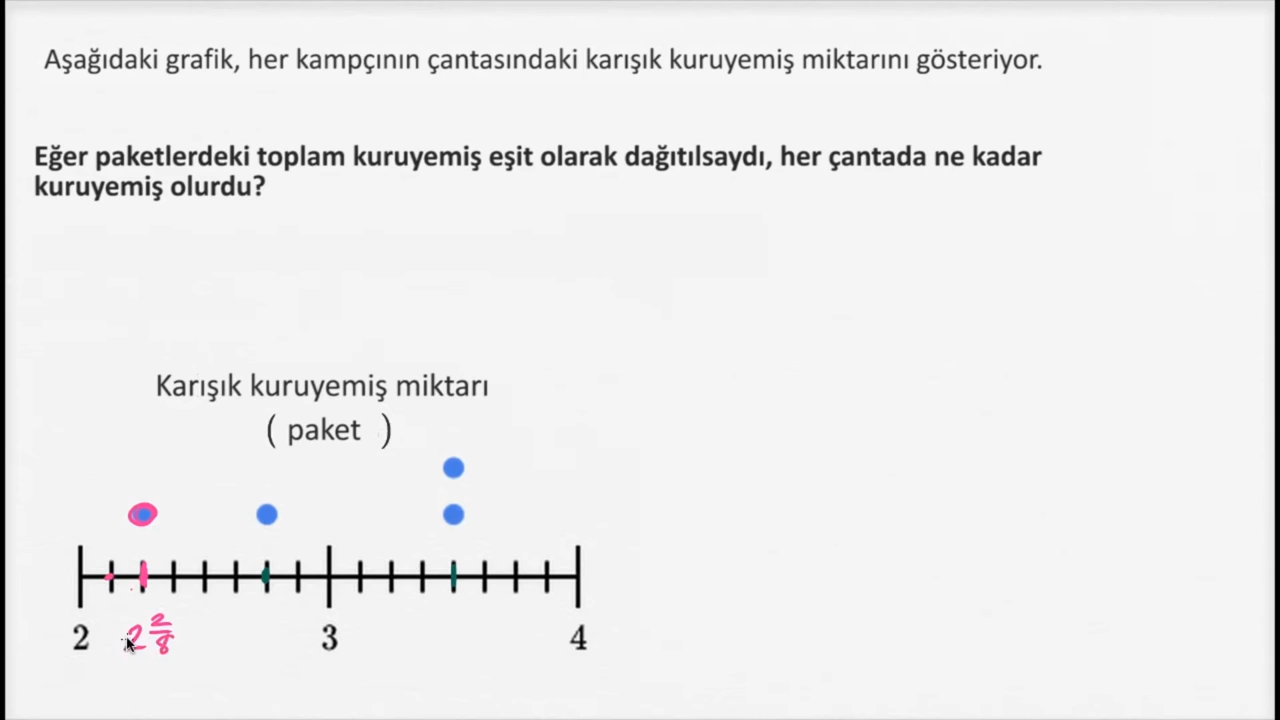 Aşağıdaki grafik, her kampçının çantasındaki karışık kuruyemiş miktarını gösteriyor.
Eğer paketlerdeki toplam kuruyemiş eşit olarak dağıtılsaydı, her çantada ne kadar
kuruyemiş olurdu?
Karışık kuruyemiş miktarı
( paket )
2 3 4
2 2/8